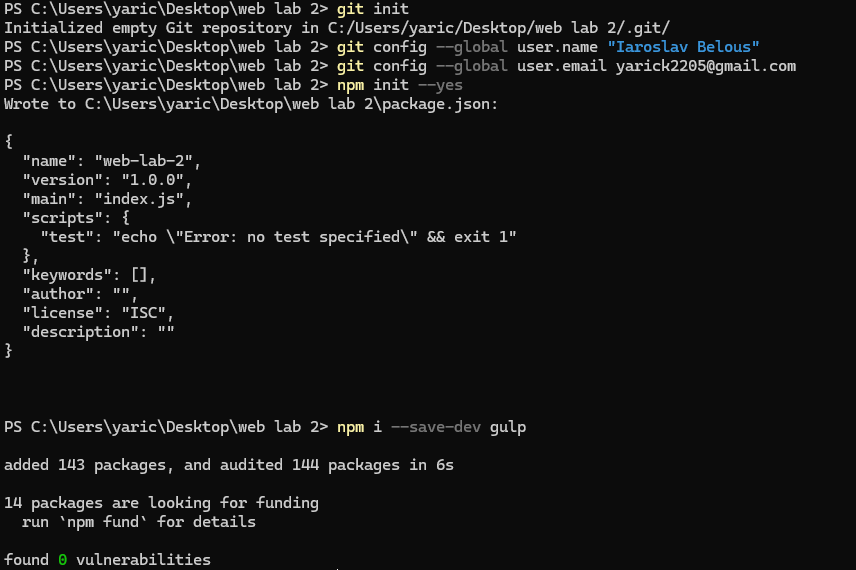 PS C:\Users\yaric\Desktop\web lab 2> git init
Initialized empty Git repository in C:/Users/yaric/Desktop/web lab 2/.git/
PS C:\Users\yaric\Desktop\web lab 2> git config --global user.name "Iaroslav Belous"
PS C:\Users\yaric\Desktop\web lab 2> git config --global user.email yarick2205@gmail.com
PS C:\Users\yaric\Desktop\web lab 2> npm init --yes
Wrote to C:\Users\yaric\Desktop\web lab 2\package.json:
{
  "name": "web-lab-2",
  "version": "1.0.0",
  "main": "index.js",
  "scripts": {
    "test": "echo \"Error: no test specified\" && exit 1"
  },
  "keywords": [],
  "author": "",
  "license": "ISC",
  "description": ""
}
PS C:\Users\yaric\Desktop\web lab 2> npm i --save-dev gulp
added 143 packages, and audited 144 packages in 6s
14 packages are looking for funding
  run `npm fund` for details
found 0 vulnerabilities